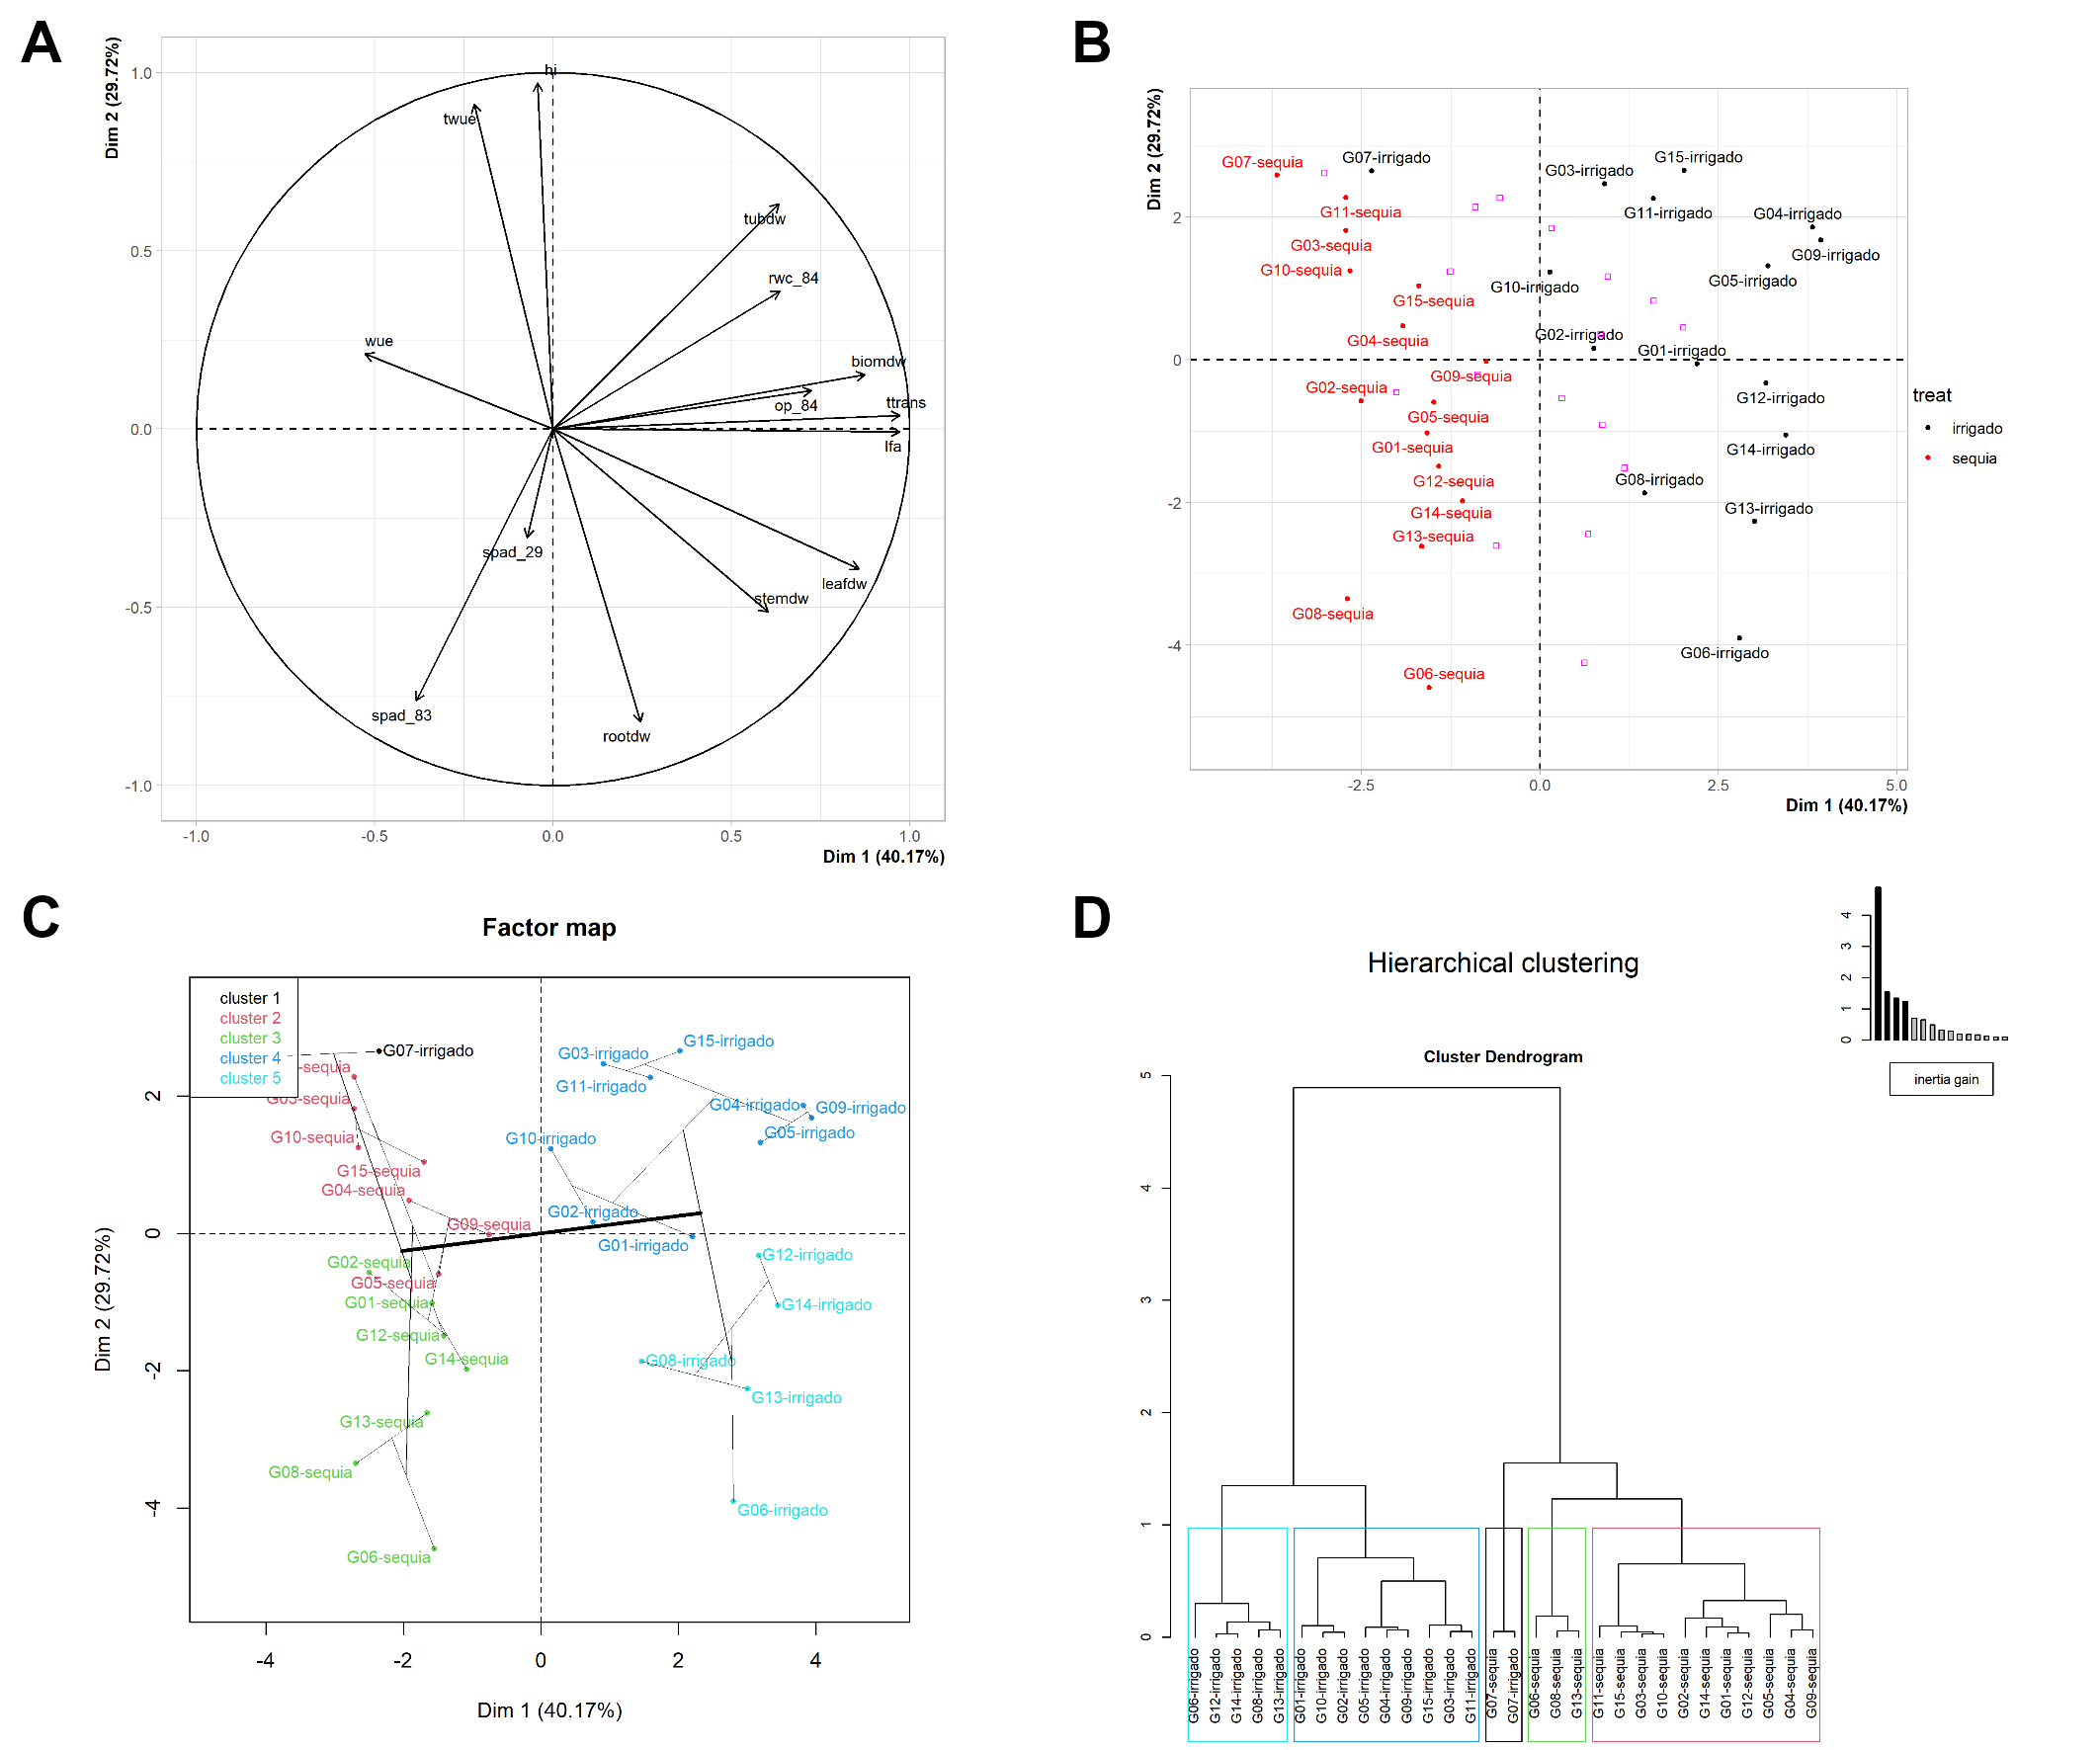 A
Dim 2 (29.72%)
1.0
0.5
0.0
-0.5
-1.0
hi
twue
tubdw
rwc_84
wue
biomdw
op_84
ttrans
lfa
spad_29
leafdw
stemdw
spad_83
rootdw
-1.0
-0.5
0.0
0.5
1.0
Dim 1 (40.17%)
B
Dim 2 (29.72%)
2
0
-2
-4
G07-sequia
G07-irrigado
G15-irrigado
G03-irrigado
G11-sequia
G11-irrigado
G04-irrigado
G03-sequia
G09-irrigado
G10-sequia
G05-irrigado
G10-irrigado
G15-sequia
G04-sequia
G02-irrigado
G01-irrigado
G09-sequia
G02-sequia
G12-irrigado
G05-sequia
G01-sequia
G14-irrigado
G12-sequia
G08-irrigado
G14-sequia
G13-irrigado
G13-sequia
G08-sequia
G06-irrigado
G06-sequia
treat
irrigado
sequia
-2.5
0.0
2.5
5.0
Dim 1 (40.17%)
C
Factor map
cluster 1
cluster 2
cluster 3
cluster 4
cluster 5
G07-irrigado
-sequia
G03-sequia
G10-sequia
G15-sequia
G04-sequia
G09-sequia
G02-sequia
G05-sequia
G01-sequia
G12-sequia
G14-sequia
G13-sequia
G08-sequia
G06-sequia
G15-irrigado
G03-irrigado
G11-irrigado
G04-irrigado
G09-irrigado
G05-irrigado
G10-irrigado
G02-irrigado
G01-irrigado
G12-irrigado
G14-irrigado
G08-irrigado
G13-irrigado
G06-irrigado
Dim 2 (29.72%)
2
0
-2
-4
-4
-2
0
2
4
Dim 1 (40.17%)
D
Hierarchical clustering
4
3
2
1
0
inertia gain
Cluster Dendrogram
5
4
3
2
1
0
G06-irrigado
G12-irrigado
G14-irrigado
G08-irrigado
G13-irrigado
G01-irrigado
G10-irrigado
G02-irrigado
G05-irrigado
G04-irrigado
G09-irrigado
G15-irrigado
G03-irrigado
G11-irrigado
G07-sequia
G07-irrigado
G06-sequia
G08-sequia
G13-sequia
G11-sequia
G15-sequia
G03-sequia
G10-sequia
G02-sequia
G14-sequia
G01-sequia
G12-sequia
G05-sequia
G04-sequia
G09-sequia